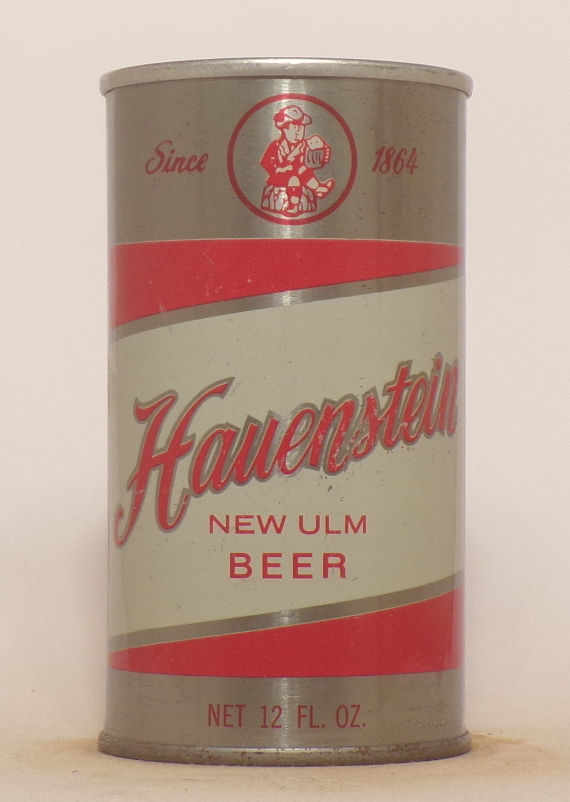 Since 1864
Hauenstein
NEW ULM
BEER
NET 12 FL. OZ.